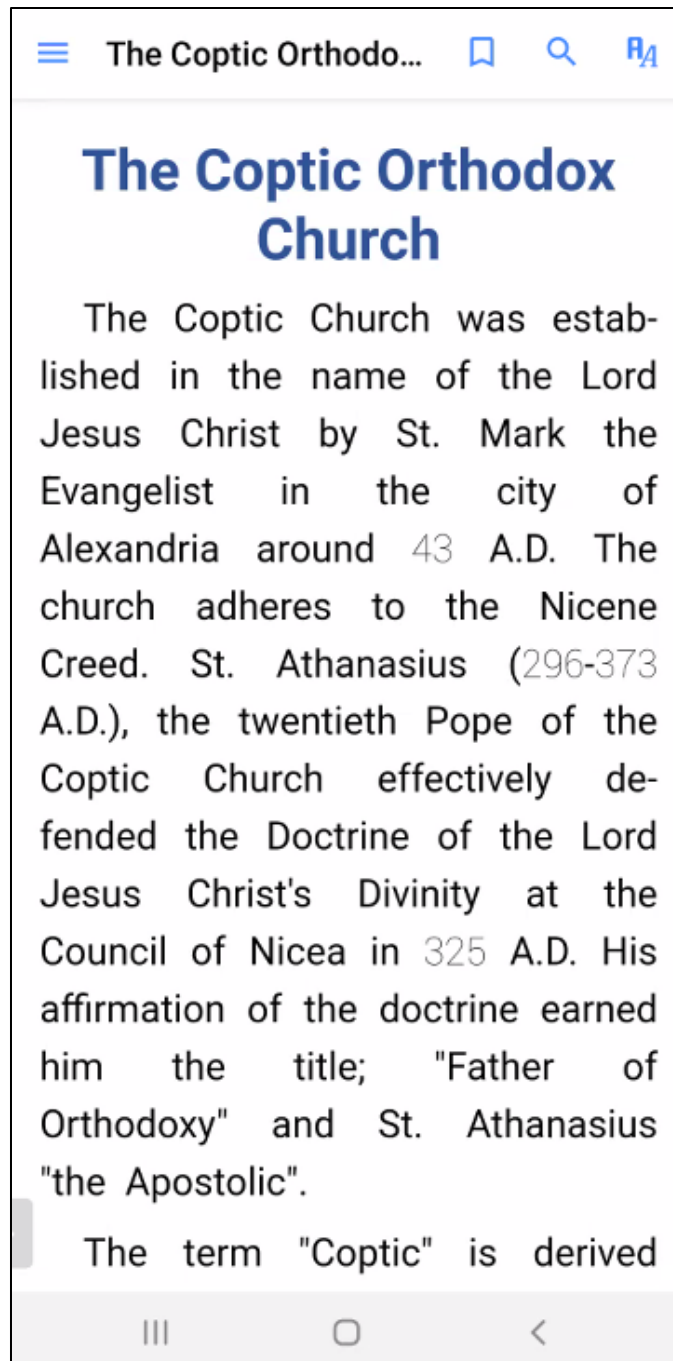 The Coptic Orthodo...
The Coptic Orthodox
Church
The Coptic Church was estab-
lished in the name of the Lord
Jesus Christ by St. Mark the
Evangelist in the city of
Alexandria around 43 A.D. The
church adheres to the Nicene
Creed. St. Athanasius (296-373
A.D.), the twentieth Pope of the
Coptic Church effectively de-
fended the Doctrine of the Lord
Jesus Christ's Divinity at the
Council of Nicea in 325 A.D. His
affirmation of the doctrine earned
him the title; "Father of
Orthodoxy" and St. Athanasius
"the Apostolic".
The term "Coptic" is derived